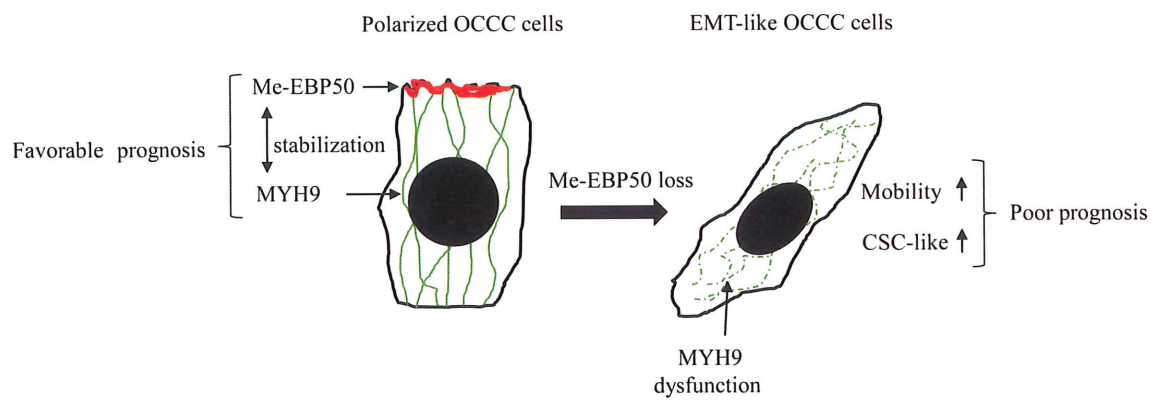 Polarized OCCC cells
EMT-like OCCC cells
Me-EBP50
stabilization
Favorable prognosis
MYH9
Me-EBP50 loss
Mobility
CSC-like
Poor prognosis
MYH9
dysfunction